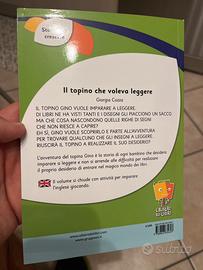 Il topino che voleva leggere
Giorgia Cozza
IL TOPINO GINO VUOLE IMPARARE A LEGGERE.
DI LIBRI NE HA VISTI TANTI E I DISEGNI GLI PIACCIONO UN SACCO
MA CHE COSA NASCONDONO QUELLE RIGHE DI SEGNI
CHE NON RIESCE A CAPIRE?
EH SÌ, GINO VUOLE SCOPRIRLO E PARTE ALL'AVVENTURA
PER TROVARE QUALCUNO CHE GLI INSEGNI A LEGGERE.
RIUSCIRÀ IL TOPINO A REALIZZARE IL SUO DESIDERIO?
L'avventura del topino Gino è la storia di ogni bambino che desidera
imparare a leggere e non si arrende alle difficoltà per realizzare
il proprio desiderio di entrare nel magico mondo dei libri.
Il volume si chiude con attività per imparare
l'inglese giocando.
subito